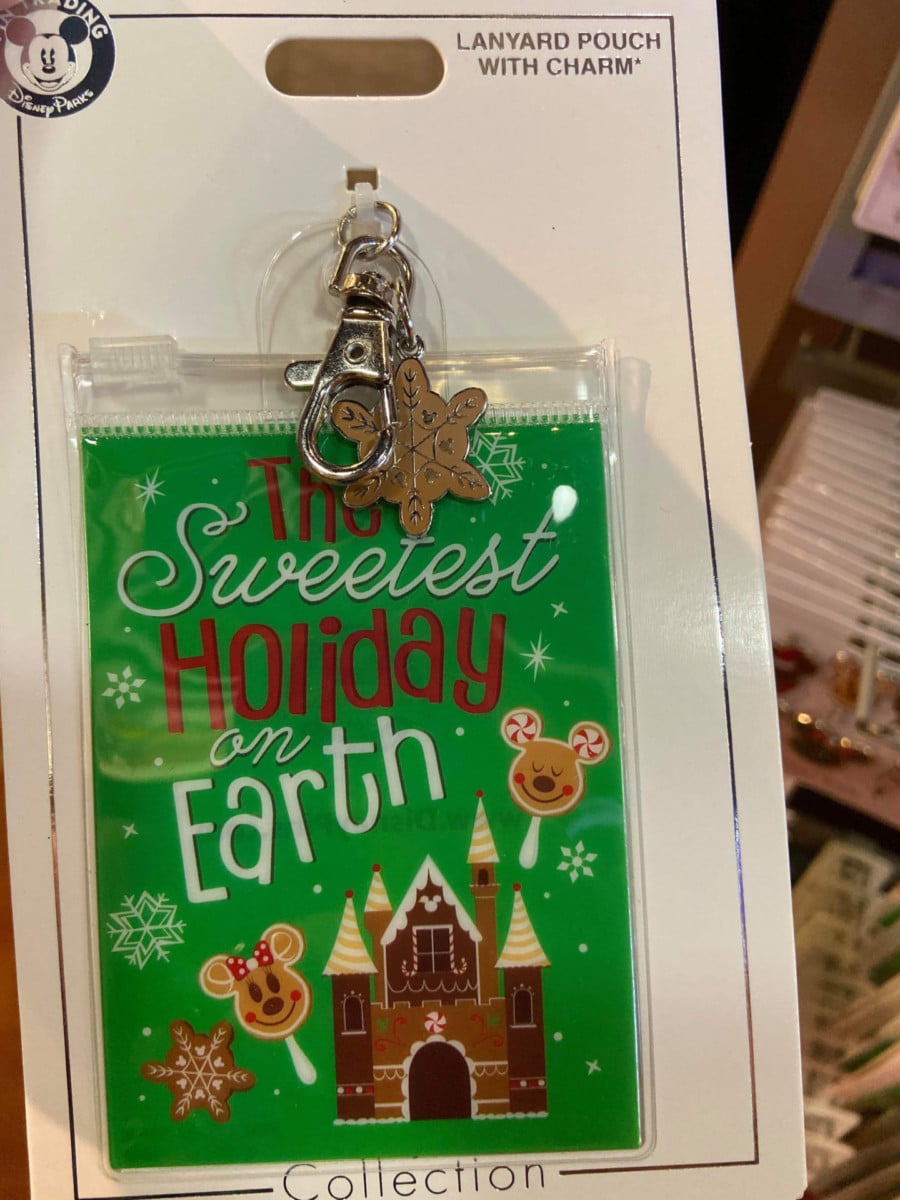 TRADING
Disney Parks
LANYARD POUCH
WITH CHARM*
The
Sweetest
Holiday
on
Earth
Collection